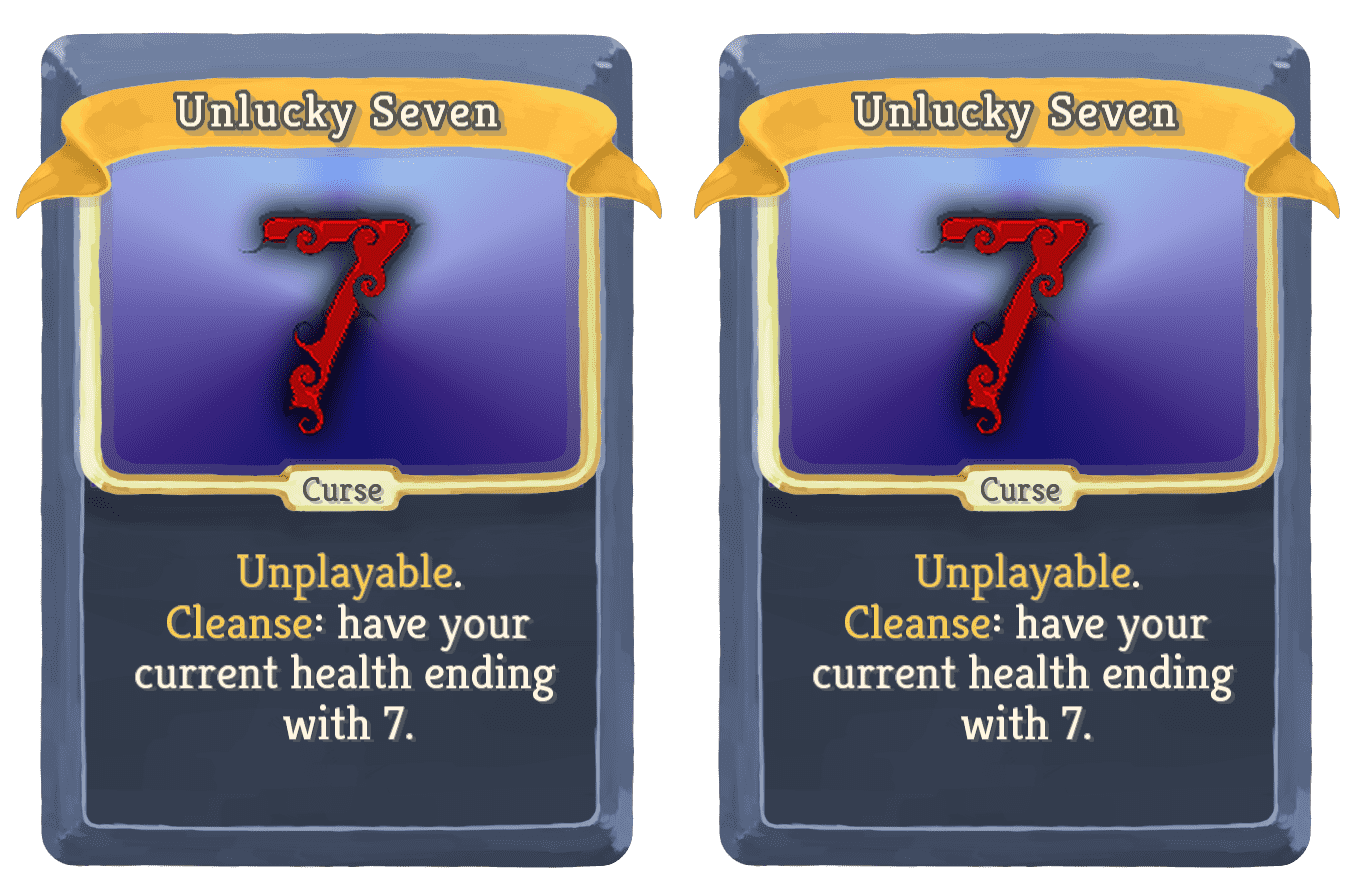 Unlucky Seven
7
Curse
Unplayable.
Cleanse: have your
current health ending
with 7.
Unlucky Seven
7
Curse
Unplayable.
Cleanse: have your
current health ending
with 7.